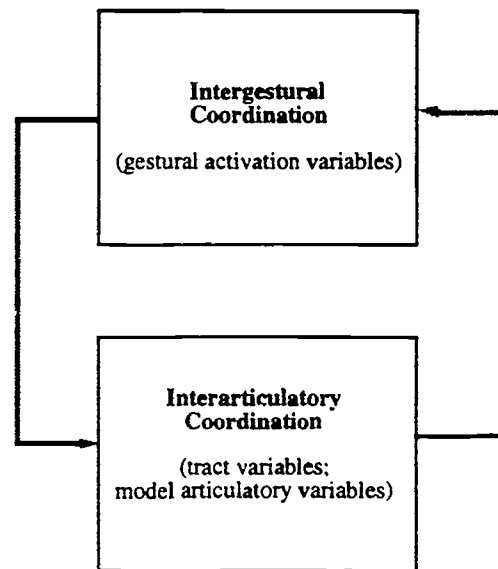 Intergestural
Coordination
(gestural activation variables)
Interarticulatory
Coordination
(tract variables;
model articulatory variables)